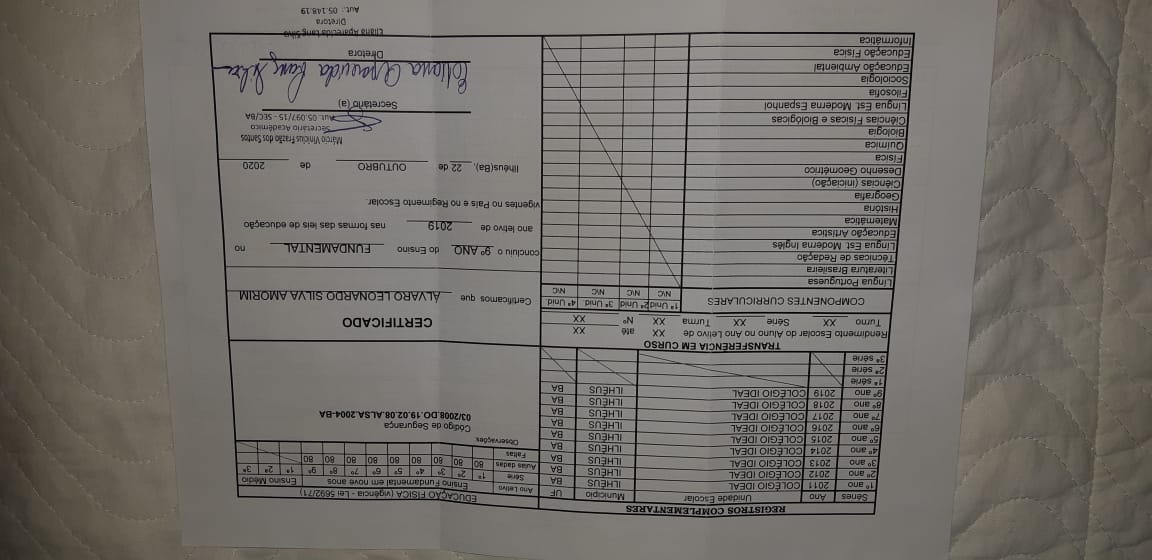 REGISTROS COMPLEMENTARES
Séries Ano Unidade Escolar Município UF
1º ano 2011 COLÉGIO IDEAL ILHÉUS BA
2º ano 2012 COLÉGIO IDEAL ILHÉUS BA
3º ano 2013 COLÉGIO IDEAL ILHÉUS BA
4º ano 2014 COLÉGIO IDEAL ILHÉUS BA
5º ano 2015 COLÉGIO IDEAL ILHÉUS BA
6º ano 2016 COLÉGIO IDEAL ILHÉUS BA
7º ano 2017 COLÉGIO IDEAL ILHÉUS BA
8º ano 2018 COLÉGIO IDEAL ILHÉUS BA
9º ano 2019 COLÉGIO IDEAL ILHÉUS BA
1ª série
2ª série
3ª série
EDUCAÇÃO FÍSICA (vigência - Lei 5692/71)
Ano Letivo Ensino Fundamental em nove anos Ensino Médio
Série 1º 2º 3º 4º 5º 6º 7º 8º 9º 1ª 2ª 3ª
Aulas dadas 80 80 80 80 80 80 80 80 80
Faltas
Observações:
Código de Segurança
03/2008.DO.19.02.08.ALSA.2004-BA
TRANSFERÊNCIA EM CURSO
Rendimento Escolar do Aluno no Ano Letivo de XX até XX
Turno XX Série XX Turma XX Nº XX
COMPONENTES CURRICULARES
1ª Unid 2ª Unid 3ª Unid 4ª Unid
N/C N/C N/C N/C
Língua Portuguesa
Literatura Brasileira
Técnicas de Redação
Língua Est. Moderna Inglês
Educação Artística
Matemática
História
Geografia
Ciências (iniciação)
Desenho Geométrico
Física
Química
Biologia
Ciências Físicas e Biológicas
Língua Est. Moderna Espanhol
Filosofia
Sociologia
Educação Ambiental
Educação Física
Informática
CERTIFICADO
Certificamos que ÁLVARO LEONARDO SILVA AMORIM
concluiu o 9º ANO do Ensino FUNDAMENTAL no
ano letivo de 2019 nas formas das leis de educação
vigentes no País e no Regimento Escolar.
Ilhéus(Ba), 22 de OUTUBRO de 2020
Márcio Vinícius Frazão dos Santos
Secretário Acadêmico
Aut. 05.097/15 - SEC/BA
Secretário (a)
Eliana Aparecida Lang Silva
Diretora
Eliana Aparecida Lang Silva
Diretora
Aut.: 05.148.19